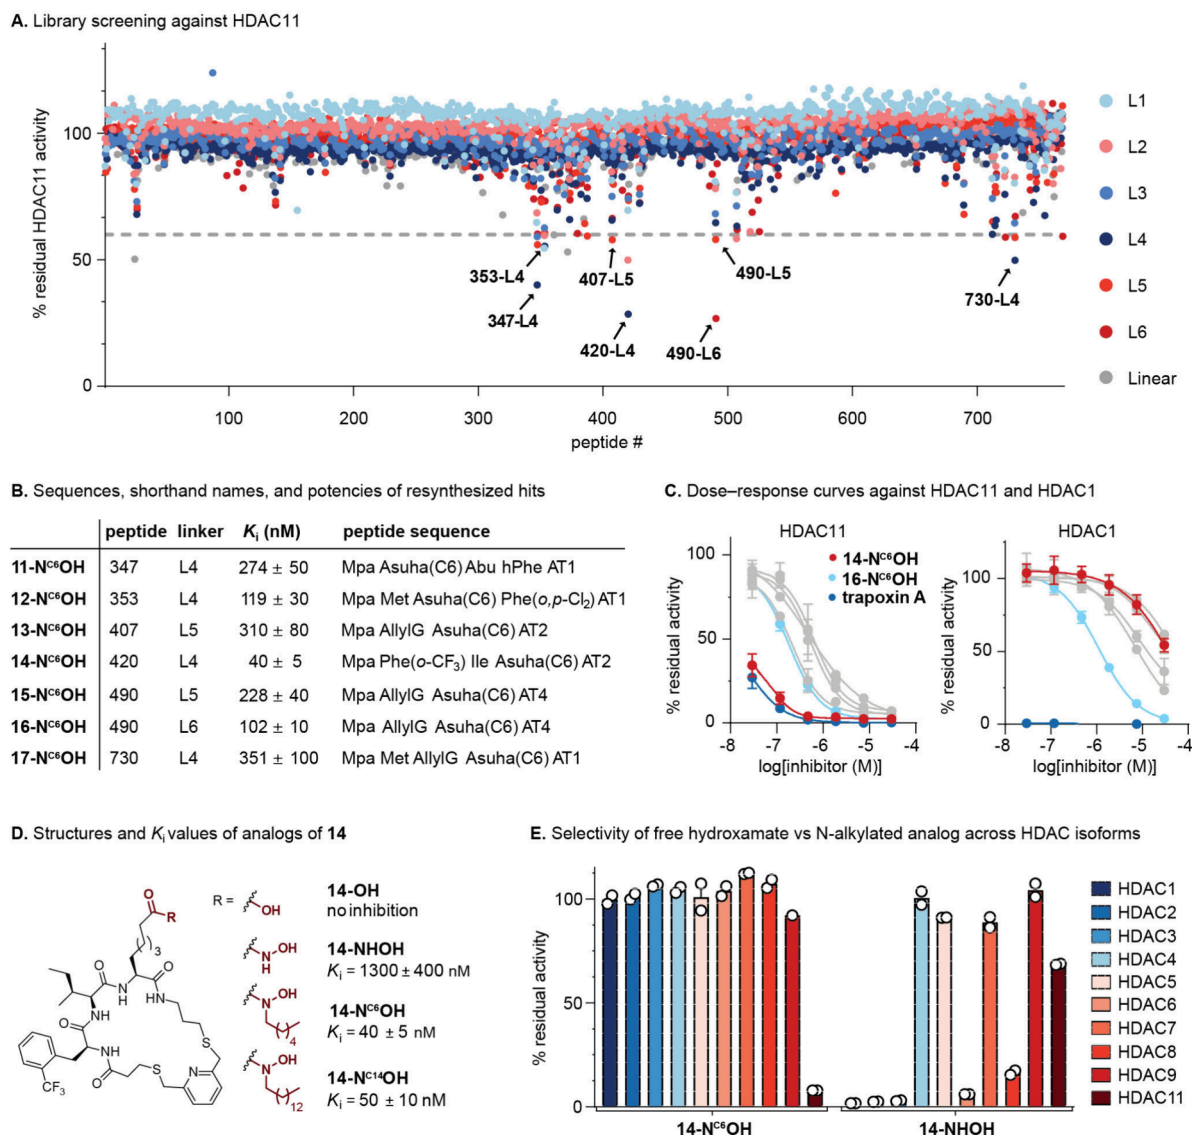 A. Library screening against HDAC11
% residual HDAC11 activity
100
50
0
353-L4
347-L4
407-L5
420-L4
490-L5
490-L6
730-L4
100 200 300 400 500 600 700
peptide #
L1
L2
L3
L4
L5
L6
Linear
B. Sequences, shorthand names, and potencies of resynthesized hits
peptide linker Ki (nM) peptide sequence
11-NC6OH 347 L4 274 ± 50 Mpa Asuha(C6) Abu hPhe AT1
12-NC6OH 353 L4 119 ± 30 Mpa Met Asuha(C6) Phe(o,p-Cl2) AT1
13-NC6OH 407 L5 310 ± 80 Mpa AllylG Asuha(C6) AT2
14-NC6OH 420 L4 40 ± 5 Mpa Phe(o-CF3) Ile Asuha(C6) AT2
15-NC6OH 490 L5 228 ± 40 Mpa AllylG Asuha(C6) AT4
16-NC6OH 490 L6 102 ± 10 Mpa AllylG Asuha(C6) AT4
17-NC6OH 730 L4 351 ± 100 Mpa Met AllylG Asuha(C6) AT1
C. Dose–response curves against HDAC11 and HDAC1
HDAC11
% residual activity
100
50
0
-8 -7 -6 -5 -4
log[inhibitor (M)]
14-NC6OH
16-NC6OH
trapoxin A
HDAC1
% residual activity
100
50
0
-8 -7 -6 -5 -4
log[inhibitor (M)]
D. Structures and Ki values of analogs of 14
O
R
3
O
N
H
O
HN
O
NH
O
NH
O
CF3
S
S
N
R =
OH
14-OH
no inhibition
N
H
OH
14-NHOH
Ki = 1300 ± 400 nM
N
OH
4
14-NC6OH
Ki = 40 ± 5 nM
N
OH
12
14-NC14OH
Ki = 50 ± 10 nM
E. Selectivity of free hydroxamate vs N-alkylated analog across HDAC isoforms
% residual activity
100
50
0
14-NC6OH 14-NHOH
HDAC1
HDAC2
HDAC3
HDAC4
HDAC5
HDAC6
HDAC7
HDAC8
HDAC9
HDAC11